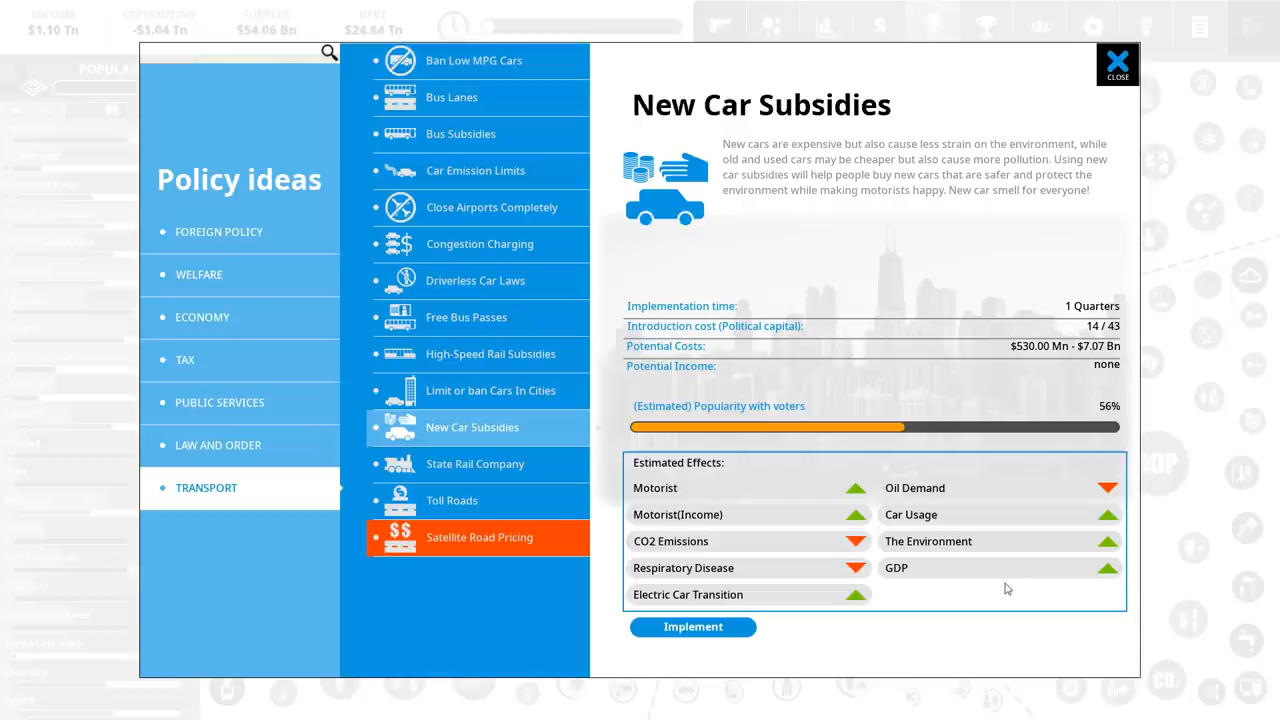 INCOME
EXPENDITURE
SURPLUS
DEBT
$1.10 Tn
-$1.04 Tn
$54.06 Bn
$24.84 Tn
CLOSE
Policy ideas
FOREIGN POLICY
WELFARE
ECONOMY
TAX
PUBLIC SERVICES
LAW AND ORDER
TRANSPORT
Ban Low MPG Cars
Bus Lanes
Bus Subsidies
Car Emission Limits
Close Airports Completely
Congestion Charging
Driverless Car Laws
Free Bus Passes
High-Speed Rail Subsidies
Limit or ban Cars In Cities
New Car Subsidies
State Rail Company
Toll Roads
Satellite Road Pricing
New Car Subsidies
New cars are expensive but also cause less strain on the environment, while
old and used cars may be cheaper but also cause more pollution. Using new
car subsidies will help people buy new cars that are safer and protect the
environment while making motorists happy. New car smell for everyone!
Implementation time: 1 Quarters
Introduction cost (Political capital): 14 / 43
Potential Costs: $530.00 Mn - $7.07 Bn
Potential Income: none
(Estimated) Popularity with voters 56%
Estimated Effects:
Motorist
Oil Demand
Motorist(Income)
Car Usage
CO2 Emissions
The Environment
Respiratory Disease
GDP
Electric Car Transition
Implement